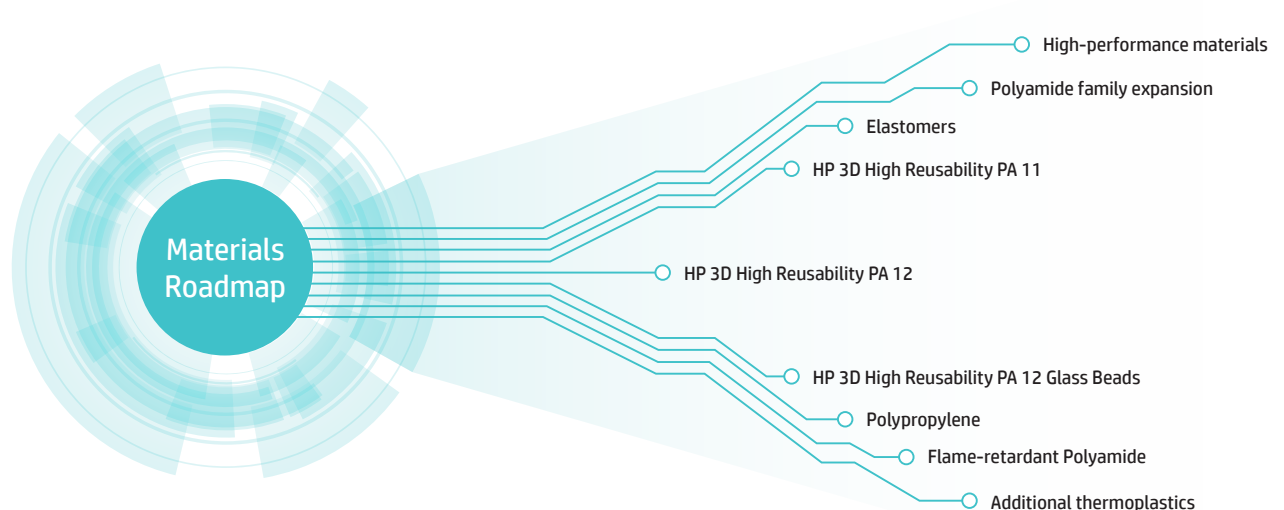 Materials
Roadmap
High-performance materials
Polyamide family expansion
Elastomers
HP 3D High Reusability PA 11
HP 3D High Reusability PA 12
HP 3D High Reusability PA 12 Glass Beads
Polypropylene
Flame-retardant Polyamide
Additional thermoplastics